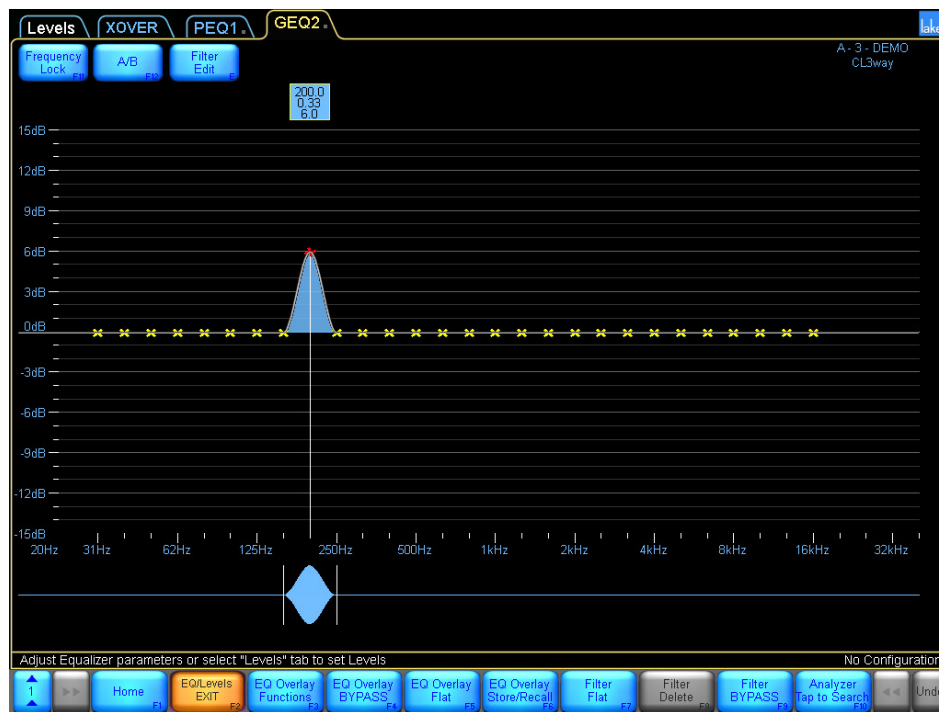 Levels XOVER PEQ1 GEQ2
lake
Frequency Lock F11
A/B F12
Filter Edit F
A - 3 - DEMO
CL3way
200.0
0.33
6.0
15dB
12dB
9dB
6dB
3dB
0dB
-3dB
-6dB
-9dB
-12dB
-15dB
20Hz 31Hz 62Hz 125Hz 250Hz 500Hz 1kHz 2kHz 4kHz 8kHz 16kHz 32kHz
Adjust Equalizer parameters or select "Levels" tab to set Levels
No Configuration
1
Home F1
EQ/Levels EXIT F2
EQ Overlay Functions F3
EQ Overlay BYPASS F4
EQ Overlay Flat F5
EQ Overlay Store/Recall F6
Filter Flat F7
Filter Delete F8
Filter BYPASS F9
Analyzer Tap to Search F10
Undo